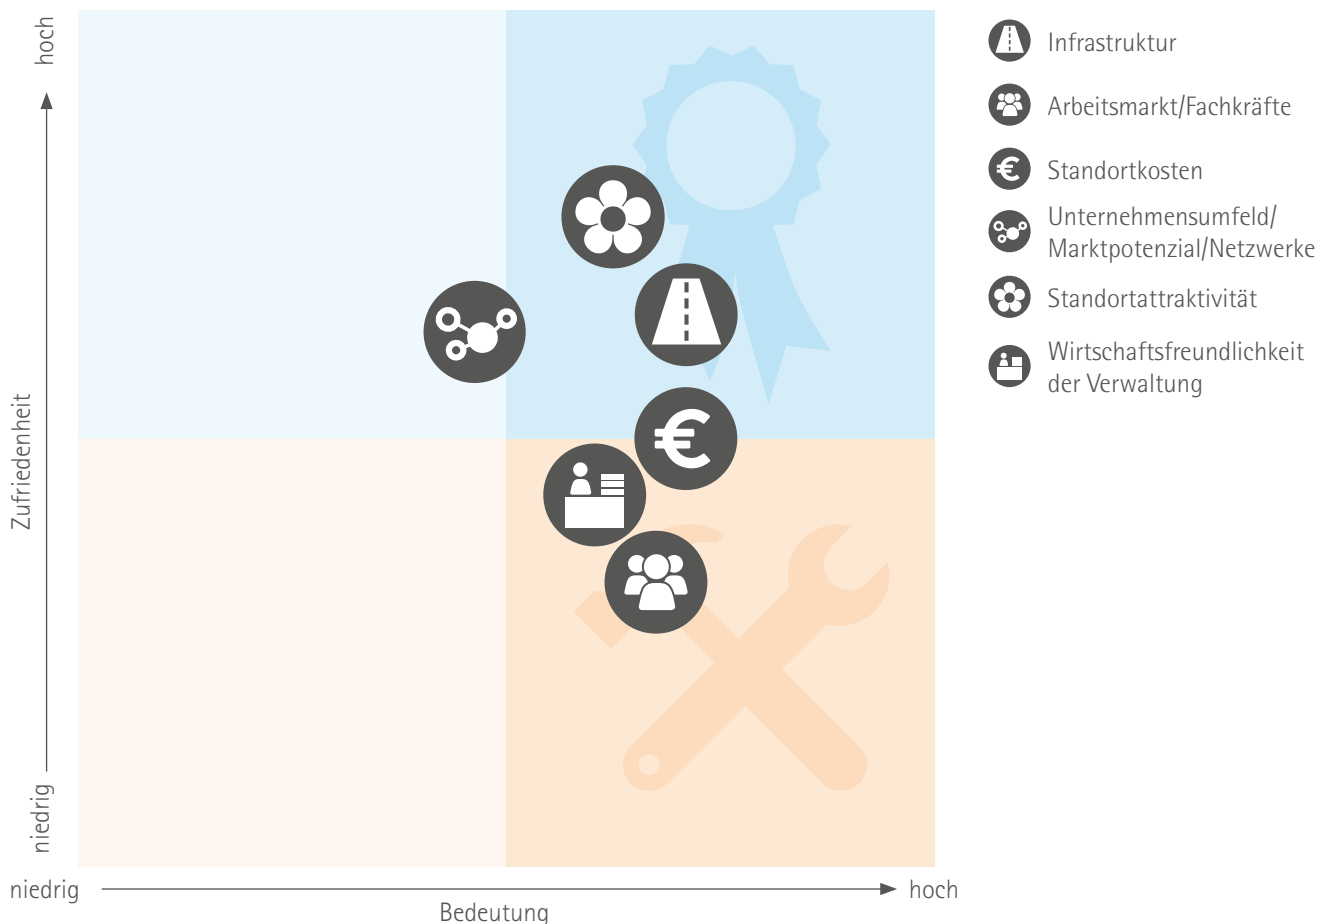 hoch
Zufriedenheit
niedrig
niedrig
hoch
Bedeutung
Infrastruktur
Arbeitsmarkt/Fachkräfte
€
Standortkosten
Unternehmensumfeld/
Marktpotenzial/Netzwerke
Standortattraktivität
Wirtschaftsfreundlichkeit
der Verwaltung
€